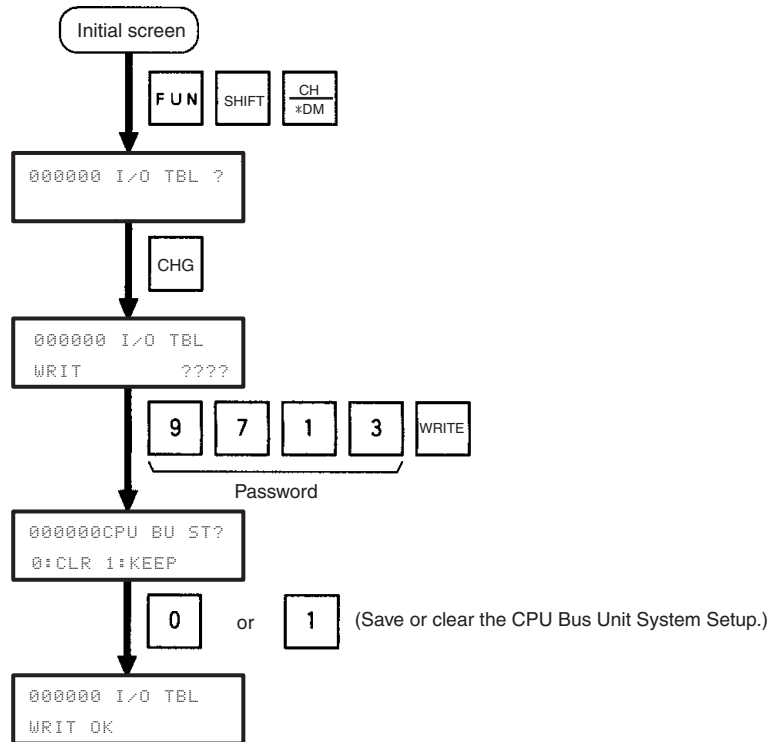 Initial screen
FUN SHIFT CH
*DM
000000 I/O TBL ?
CHG
000000 I/O TBL
WRIT ????
9 7 1 3 WRITE
Password
000000CPU BU ST?
0:CLR 1:KEEP
0 or 1 (Save or clear the CPU Bus Unit System Setup.)
000000 I/O TBL
WRIT OK